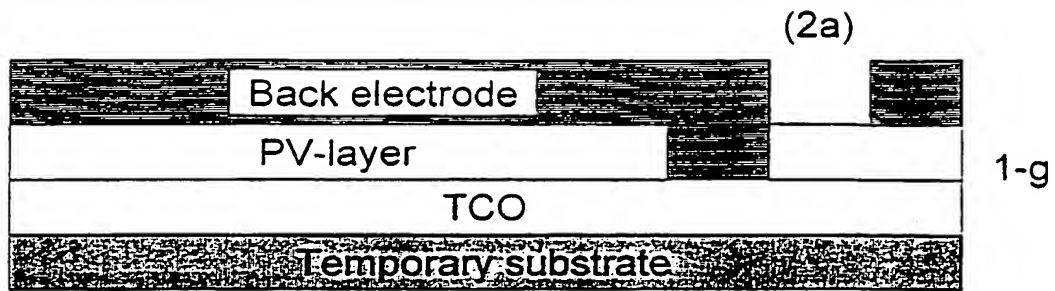 (2a)
Back electrode
PV-layer
1-g
TCO
Temporary substrate